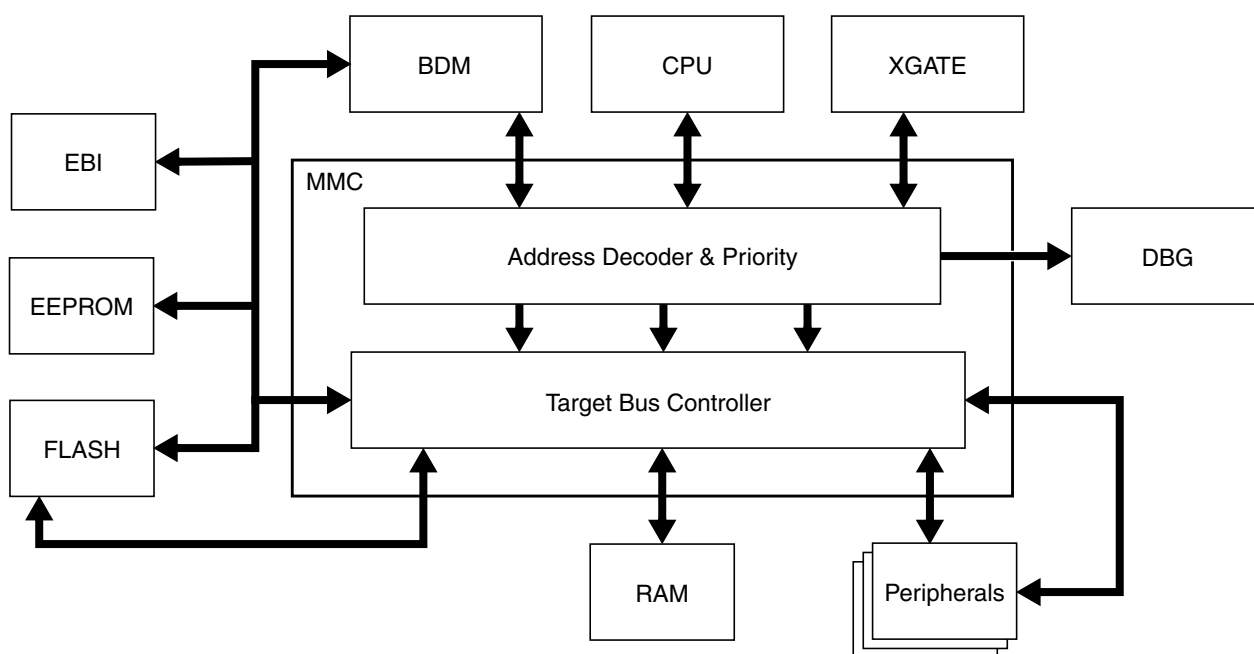 BDM
CPU
XGATE
EBI
MMC
Address Decoder & Priority
DBG
EEPROM
Target Bus Controller
FLASH
RAM
Peripherals